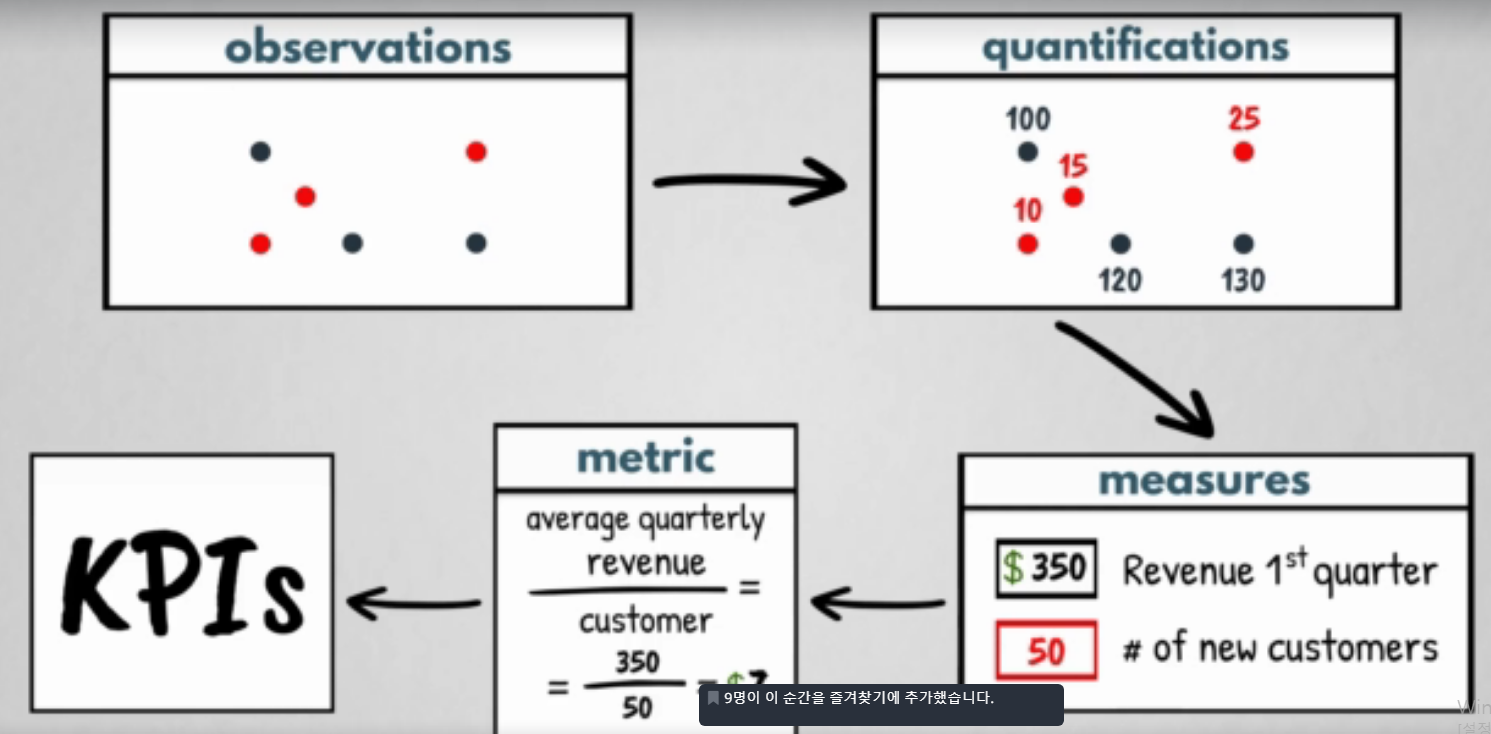 observations
quantifications
100
25
15
10
120
130
KPIs
metric
average quarterly
revenue
=
customer
= 350
50
= $7
measures
$ 350 Revenue 1st quarter
50 # of new customers
9명이 이 순간을 즐겨찾기에 추가했습니다.